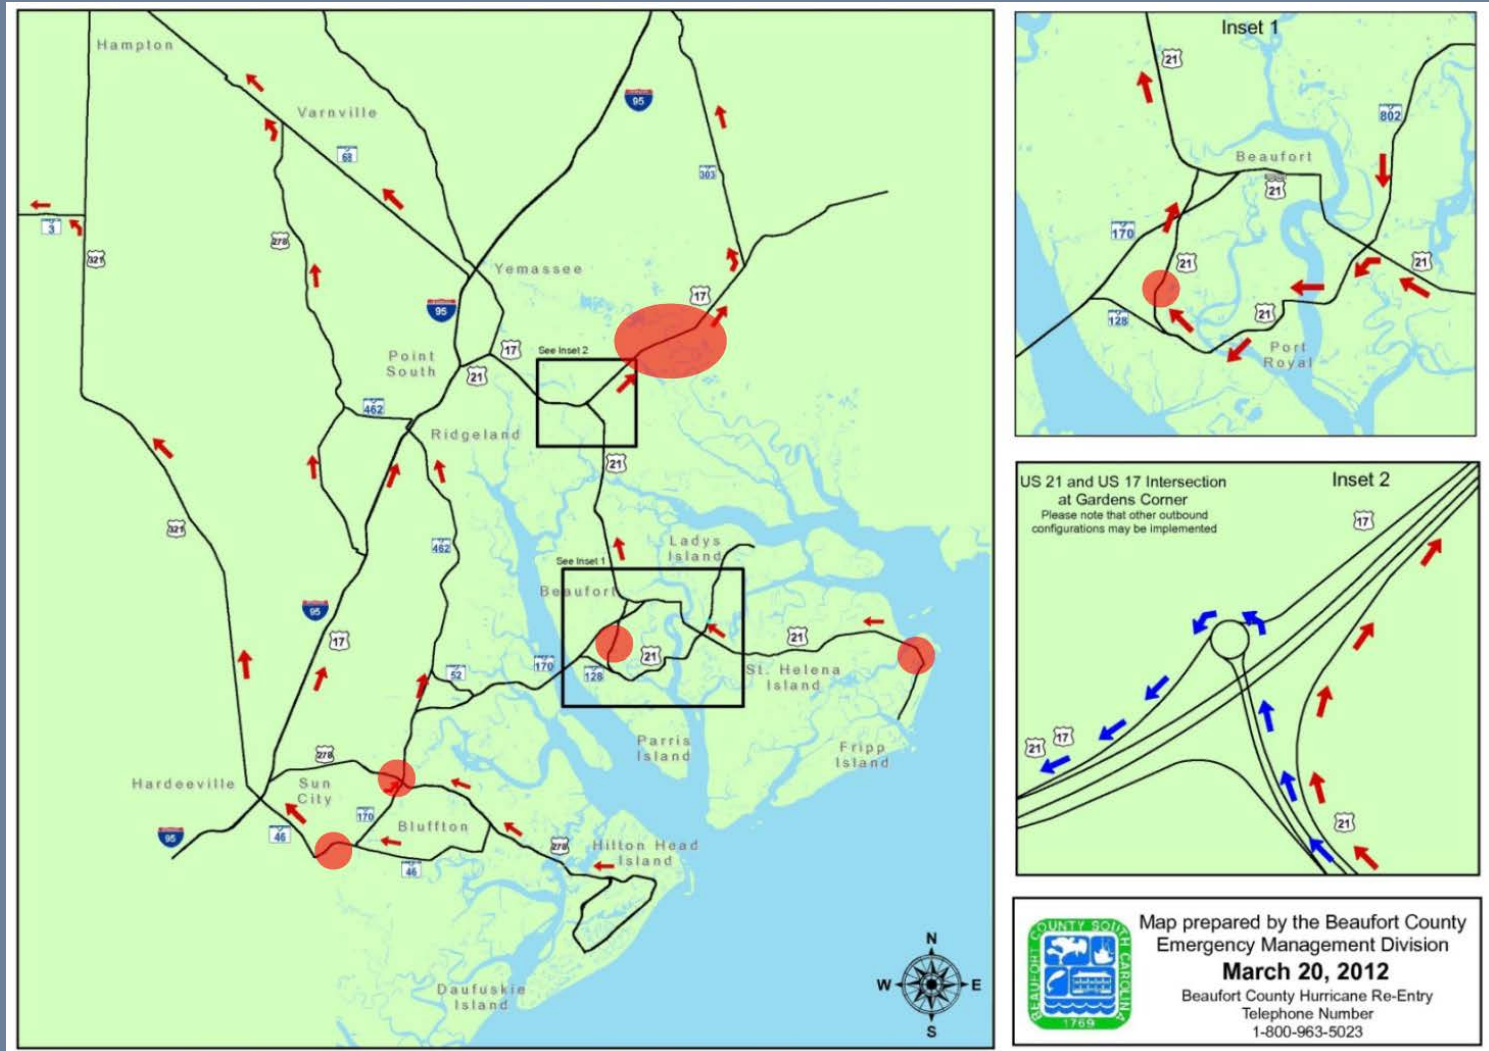 Hampton
Varnville
95
68
303
3
321
278
17
Yemassee
95
Point
South
17
21
See Inset 2
462
Ridgeland
321
21
462
Ladys
Island
See Inset 1
Beaufort
95
17
21
52
170
128
21
St. Helena
Island
Parris
Island
Fripp
Island
278
Hardeeville
Sun
City
170
Bluffton
46
95
46
278
Hilton Head
Island
Daufuskie
Island
N
W
E
S
Inset 1
21
802
Beaufort
21
170
21
21
128
21
Port
Royal
US 21 and US 17 Intersection
at Gardens Corner
Please note that other outbound
configurations may be implemented
Inset 2
17
21
17
21
BEAUFORT COUNTY SOUTH CAROLINA
1769
Map prepared by the Beaufort County
Emergency Management Division
March 20, 2012
Beaufort County Hurricane Re-Entry
Telephone Number
1-800-963-5023